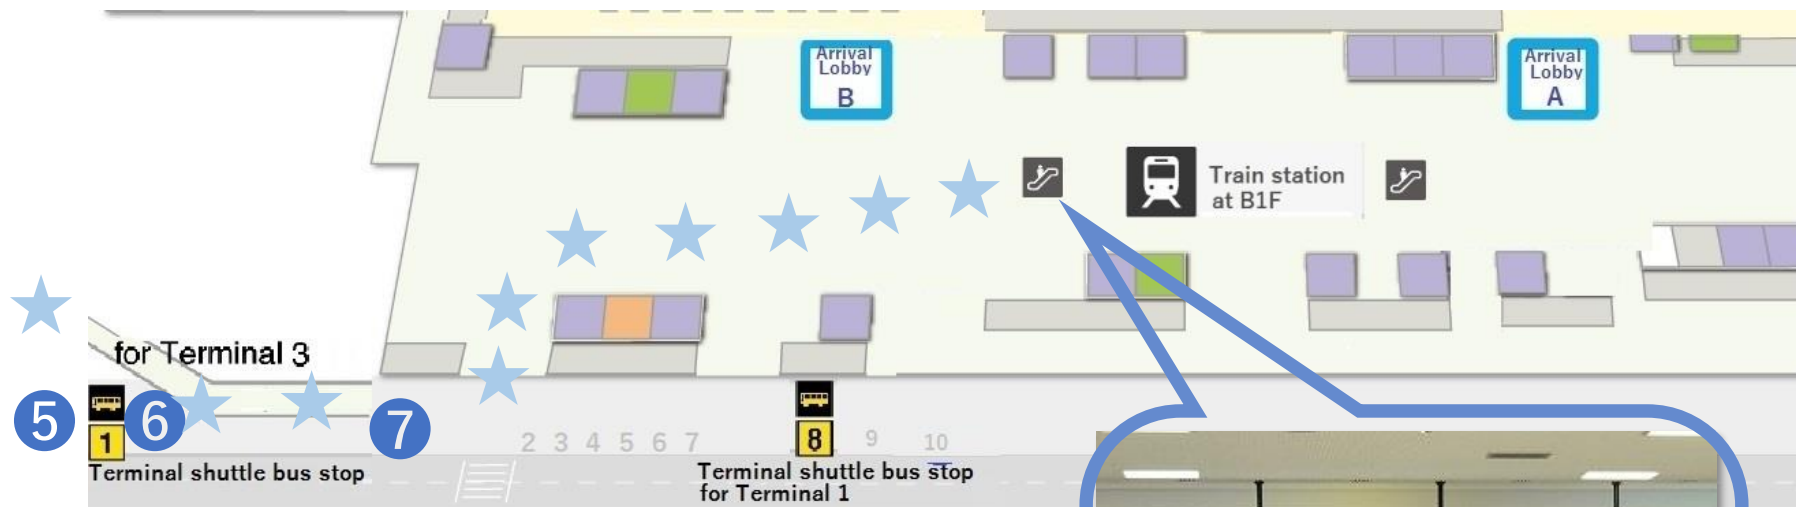 Arrival
Lobby
B
Arrival
Lobby
A
Train station
at B1F
for Terminal 3
5
6
7
1
Terminal shuttle bus stop
2 3 4 5 6 7
8
9
10
Terminal shuttle bus stop
for Terminal 1